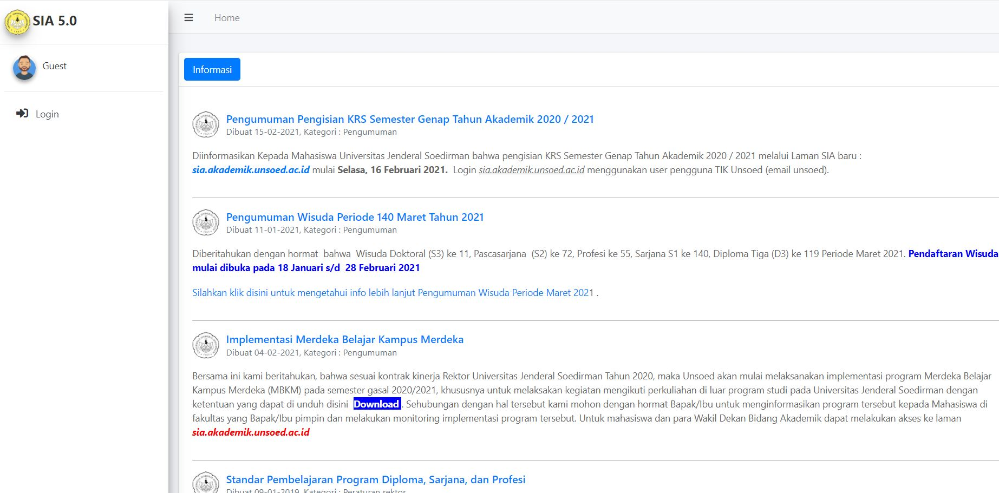 SIA 5.0
Home
Guest
Login
Informasi
Pengumuman Pengisian KRS Semester Genap Tahun Akademik 2020 / 2021
Dibuat 15-02-2021, Kategori : Pengumuman
Diinformasikan Kepada Mahasiswa Universitas Jenderal Soedirman bahwa pengisian KRS Semester Genap Tahun Akademik 2020 / 2021 melalui Laman SIA baru :
sia.akademik.unsoed.ac.id mulai Selasa, 16 Februari 2021. Login sia.akademik.unsoed.ac.id menggunakan user pengguna TIK Unsoed (email unsoed).
Pengumuman Wisuda Periode 140 Maret Tahun 2021
Dibuat 11-01-2021, Kategori : Pengumuman
Diberitahukan dengan hormat bahwa Wisuda Doktoral (S3) ke 11, Pascasarjana (S2) ke 72, Profesi ke 55, Sarjana S1 ke 140, Diploma Tiga (D3) ke 119 Periode Maret 2021. Pendaftaran Wisuda
mulai dibuka pada 18 Januari s/d 28 Februari 2021
Silahkan klik disini untuk mengetahui info lebih lanjut Pengumuman Wisuda Periode Maret 2021 .
Implementasi Merdeka Belajar Kampus Merdeka
Dibuat 04-02-2021, Kategori : Pengumuman
Bersama ini kami beritahukan, bahwa sesuai kontrak kinerja Rektor Universitas Jenderal Soedirman Tahun 2020, maka Unsoed akan mulai melaksanakan implementasi program Merdeka Belajar
Kampus Merdeka (MBKM) pada semester gasal 2020/2021, khususnya untuk melaksakan kegiatan mengikuti perkuliahan di luar program studi pada Universitas Jenderal Soedirman dengan
ketentuan yang dapat di unduh disini Download . Sehubungan dengan hal tersebut kami mohon dengan hormat Bapak/Ibu untuk menginformasikan program tersebut kepada Mahasiswa di
fakultas yang Bapak/Ibu pimpin dan melakukan monitoring implementasi program tersebut. Untuk mahasiswa dan para Wakil Dekan Bidang Akademik dapat melakukan akses ke laman
sia.akademik.unsoed.ac.id
Standar Pembelajaran Program Diploma, Sarjana, dan Profesi
Dibuat 09-01-2019, Kategori : Peraturan rektor